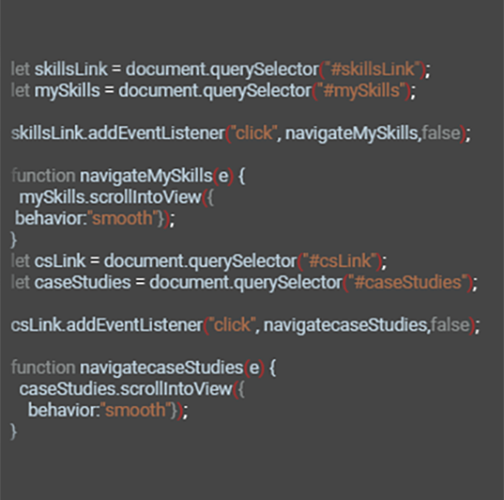 let skillsLink = document.querySelector("#skillsLink");
let mySkills = document.querySelector("#mySkills");
skillsLink.addEventListener("click", navigateMySkills,false);
function navigateMySkills(e) {
mySkills.scrollIntoView({
behavior:"smooth"});
}
let csLink = document.querySelector("#csLink");
let caseStudies = document.querySelector("#caseStudies");
csLink.addEventListener("click", navigatecaseStudies,false);
function navigatecaseStudies(e) {
caseStudies.scrollIntoView({
behavior:"smooth"});
}